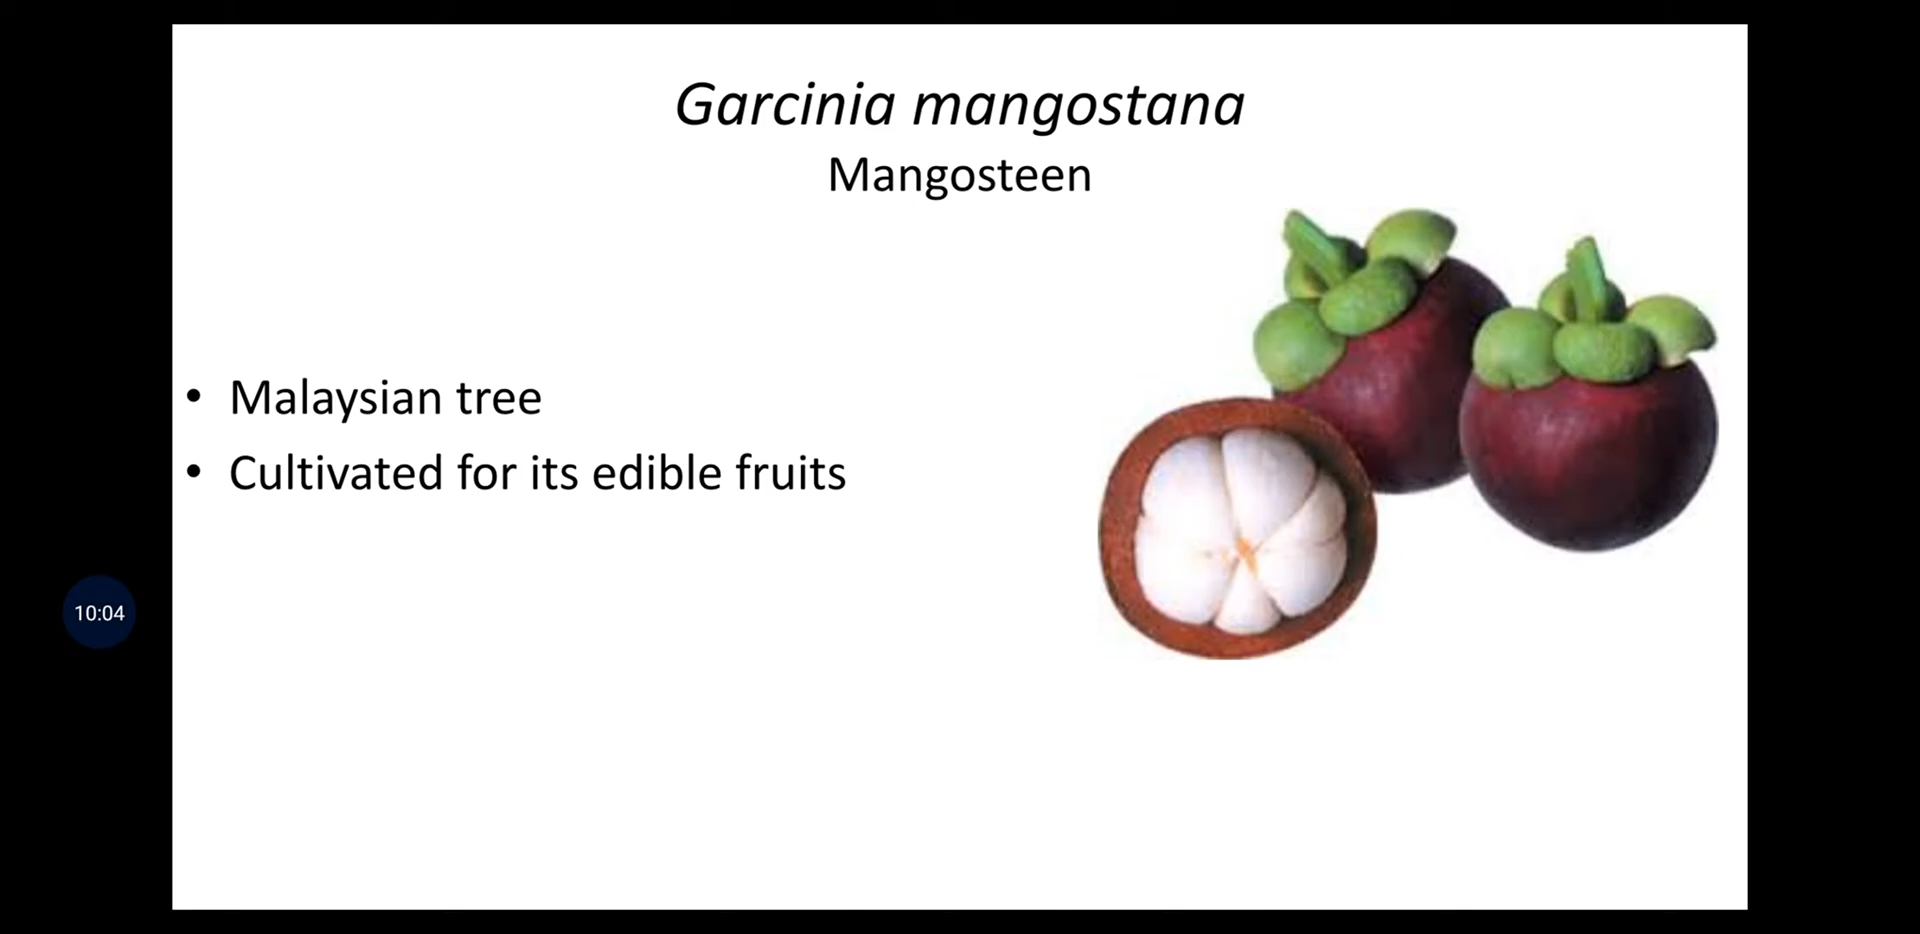 Garcinia mangostana
Mangosteen
• Malaysian tree
• Cultivated for its edible fruits
10:04